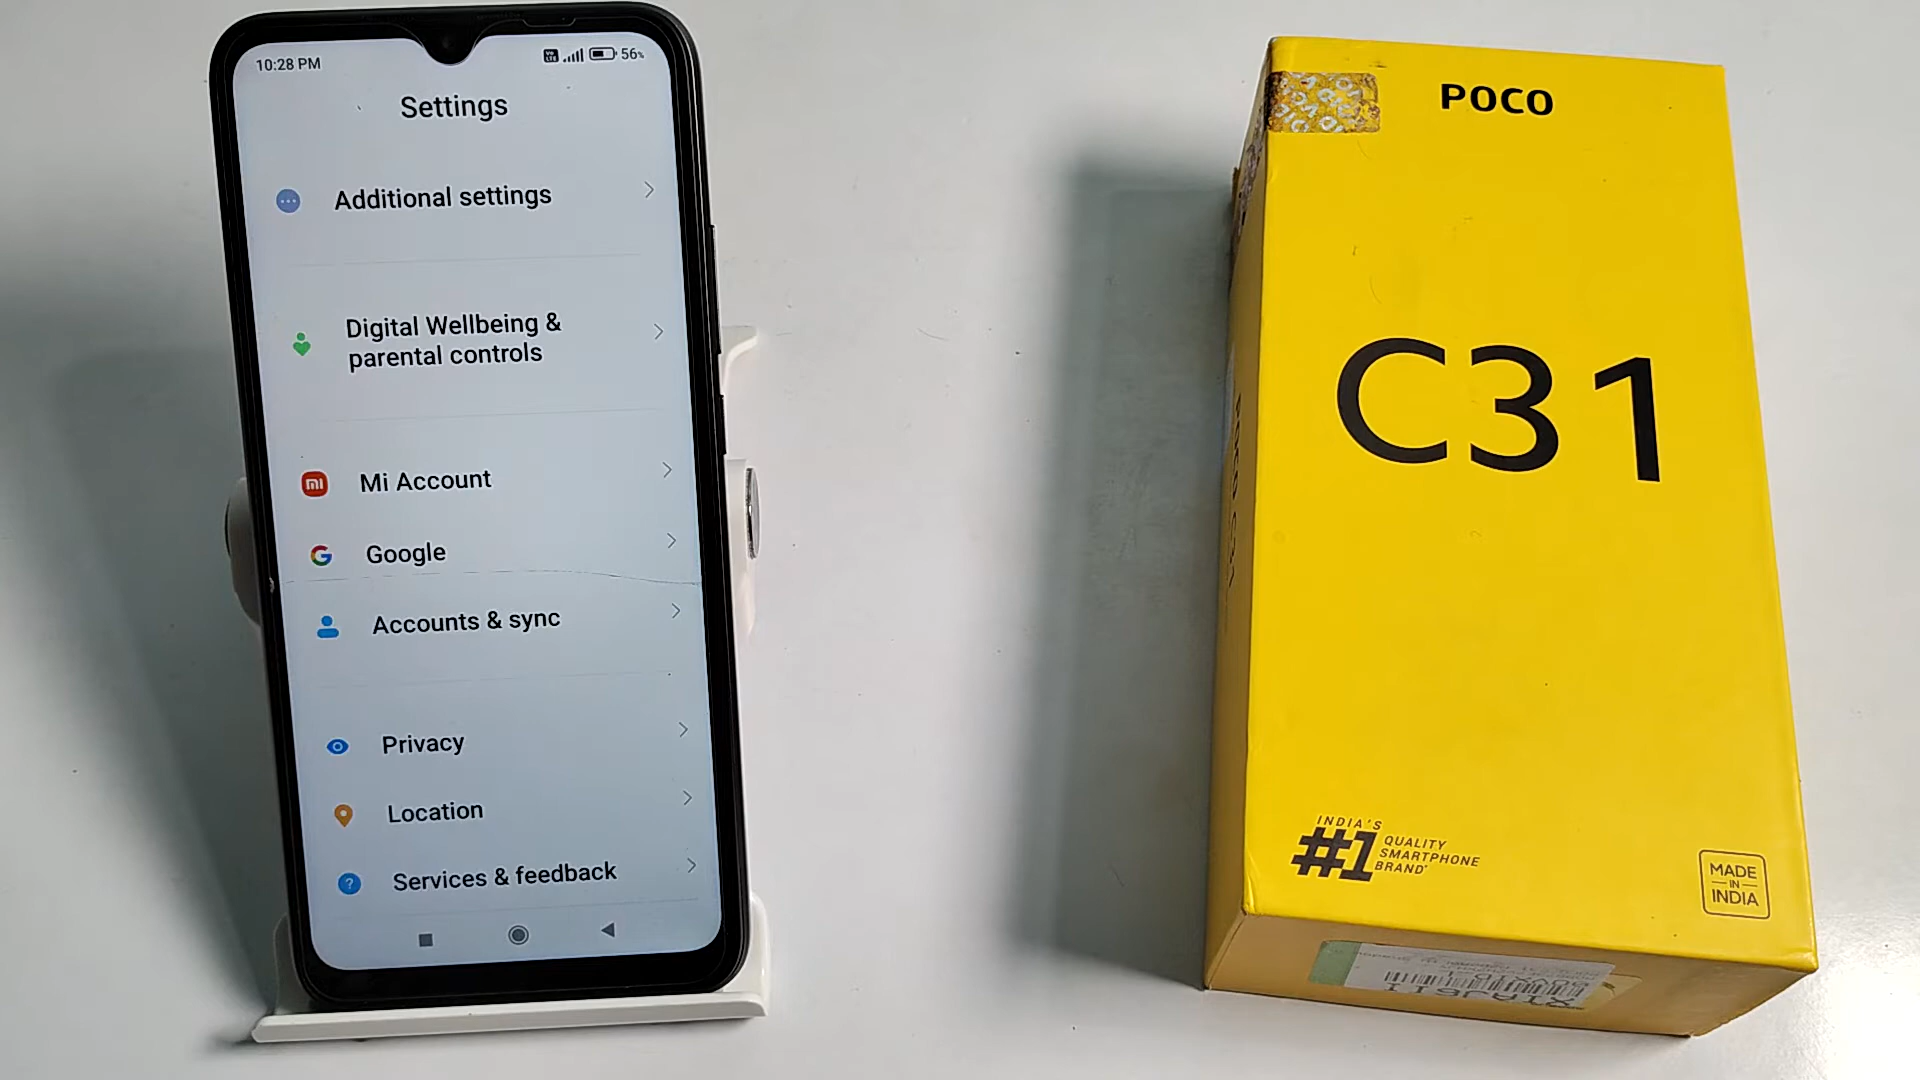 10:28 PM
56%
Settings
Additional settings
Digital Wellbeing &
parental controls
Mi Account
Google
Accounts & sync
Privacy
Location
Services & feedback
POCO
C31
INDIA'S
#1 QUALITY
SMARTPHONE
BRAND*
MADE
IN
INDIA